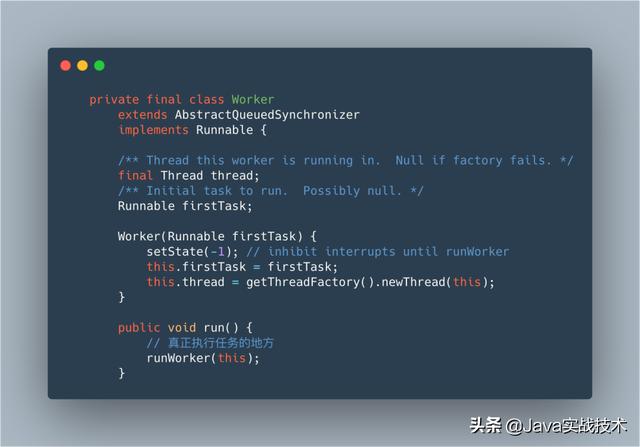 private final class Worker
    extends AbstractQueuedSynchronizer
    implements Runnable {

    /** Thread this worker is running in.  Null if factory fails. */
    final Thread thread;
    /** Initial task to run.  Possibly null. */
    Runnable firstTask;

    Worker(Runnable firstTask) {
        setState(-1); // inhibit interrupts until runWorker
        this.firstTask = firstTask;
        this.thread = getThreadFactory().newThread(this);
    }

    public void run() {
        // 真正执行任务的地方
        runWorker(this);
    }
头条 @Java实战技术